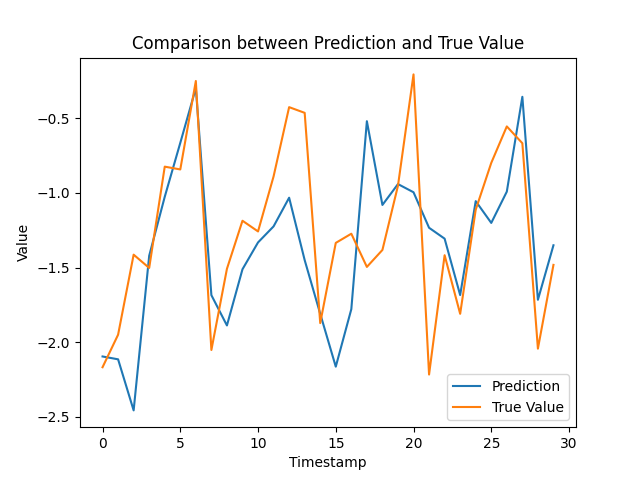 Comparison between Prediction and True Value
Value
−0.5
−1.0
−1.5
−2.0
−2.5
0 5 10 15 20 25 30
Timestamp
Prediction
True Value